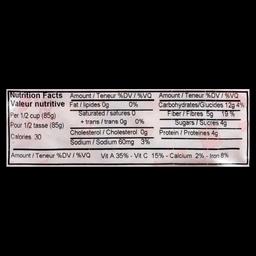 Nutrition Facts
Valeur nutritive
Per 1/2 cup (85g)
Pour 1/2 tasse (85g)
Calories 30
Amount / Teneur %DV / %VQ
Fat / lipides 0g 0%
Saturated / saturates 0
+ trans / trans 0g 0%
Cholesterol / Cholesterol 0g
Sodium / Sodium 60mg 3%
Amount / Teneur %DV / %VQ
Carbohydrates/Glucides 12g 4%
Fiber / Fibres 5g 19 %
Sugars / Sucres 4g
Protein / Proteins 4g
Amount / Teneur %DV / %VQ Vit A 35% - Vit C 15% - Calcium 2% - Iron 8%